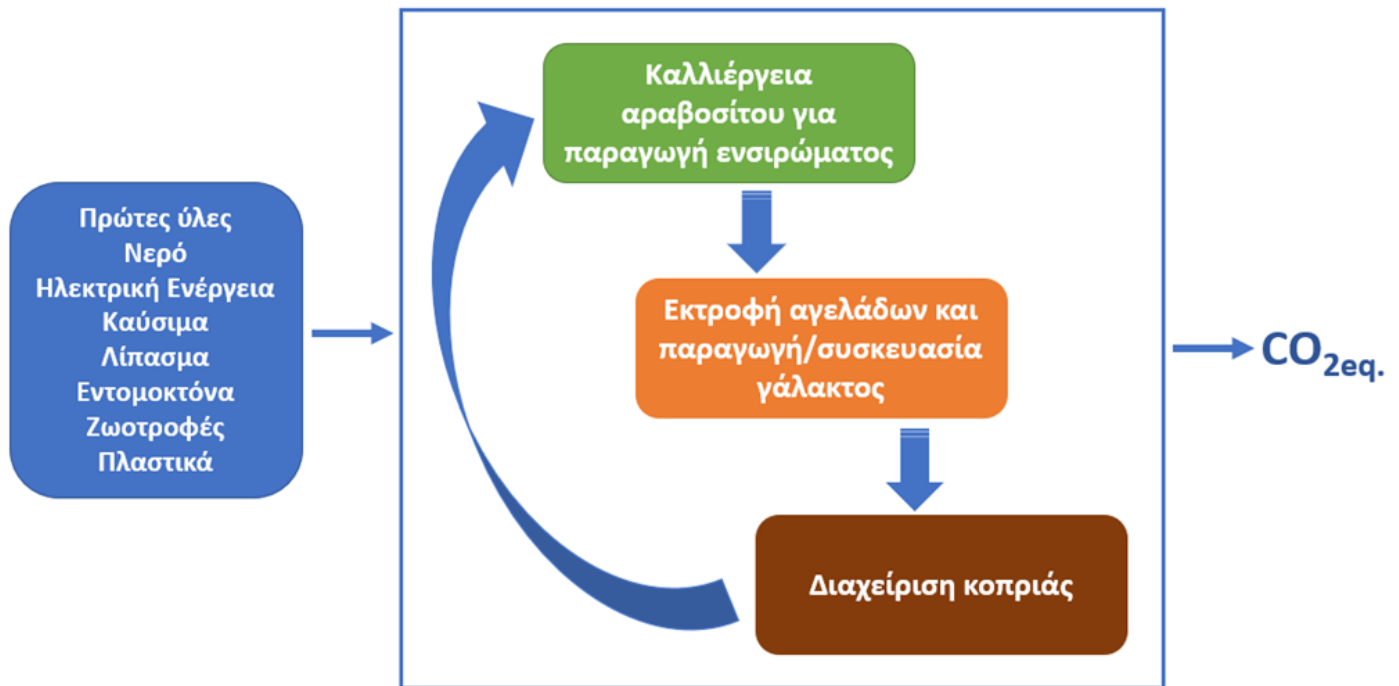 Πρώτες ύλες
Νερό
Ηλεκτρική Ενέργεια
Καύσιμα
Λίπασμα
Εντομοκτόνα
Ζωοτροφές
Πλαστικά
Καλλιέργεια
αραβοσίτου για
παραγωγή ενσιρώματος
Εκτροφή αγελάδων και
παραγωγή/συσκευασία
γάλακτος
Διαχείριση κοπριάς
CO2eq.